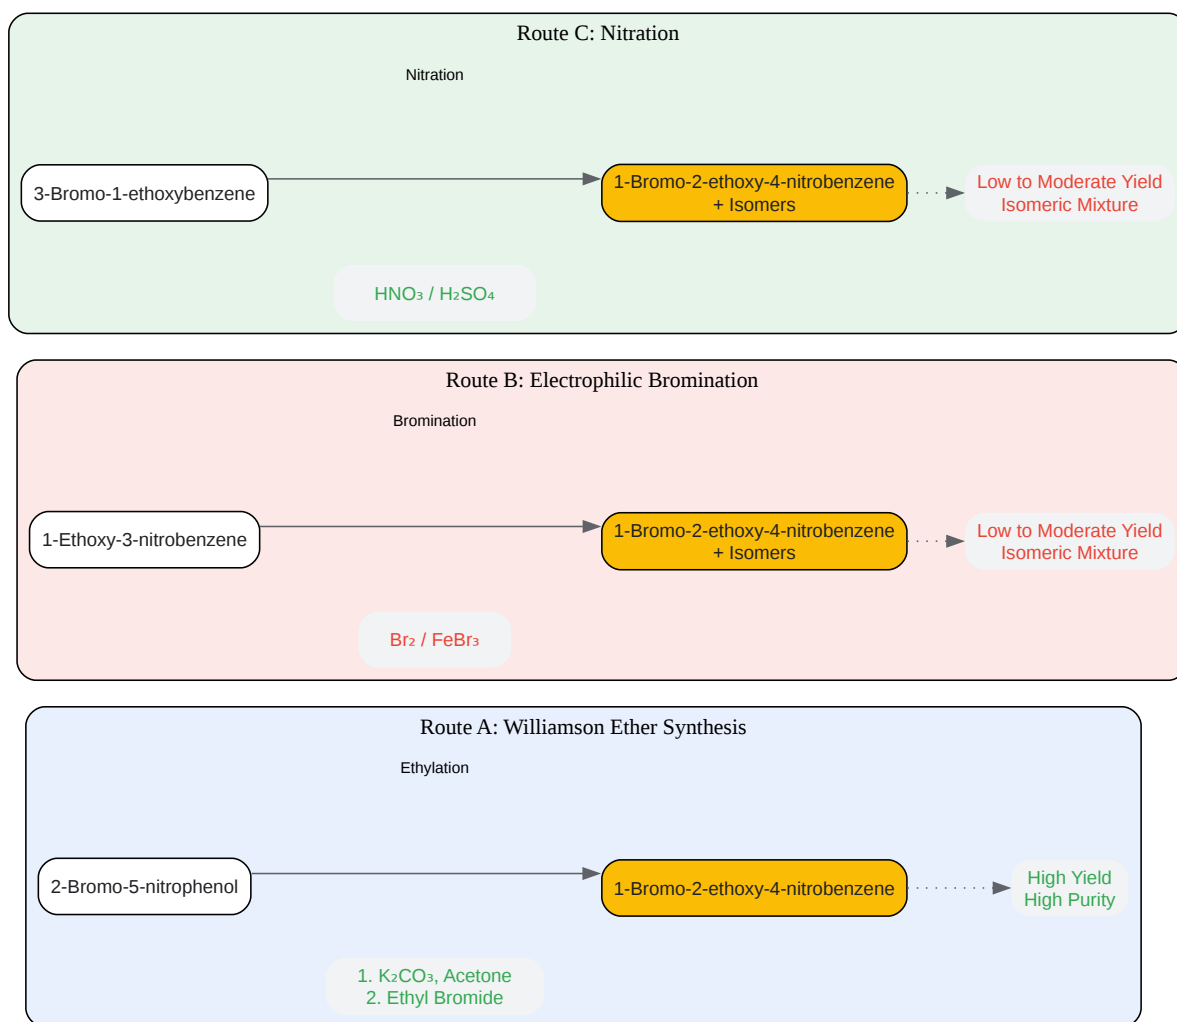 Route C: Nitration
Nitration
3-Bromo-1-ethoxybenzene
1-Bromo-2-ethoxy-4-nitrobenzene
+ Isomers
Low to Moderate Yield
Isomeric Mixture
HNO₃ / H₂SO₄
Route B: Electrophilic Bromination
Bromination
1-Ethoxy-3-nitrobenzene
1-Bromo-2-ethoxy-4-nitrobenzene
+ Isomers
Low to Moderate Yield
Isomeric Mixture
Br₂ / FeBr₃
Route A: Williamson Ether Synthesis
Ethylation
2-Bromo-5-nitrophenol
1-Bromo-2-ethoxy-4-nitrobenzene
High Yield
High Purity
1. K₂CO₃, Acetone
2. Ethyl Bromide